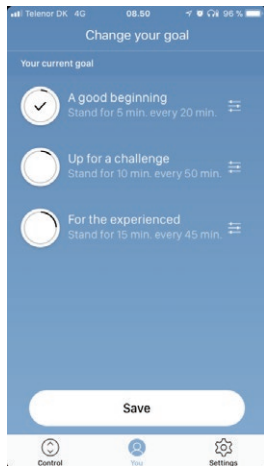 Telenor DK 4G 08.50 96 %
Change your goal
Your current goal
A good beginning
Stand for 5 min. every 20 min.
Up for a challenge
Stand for 10 min. every 50 min.
For the experienced
Stand for 15 min. every 45 min.
Save
Control You Settings